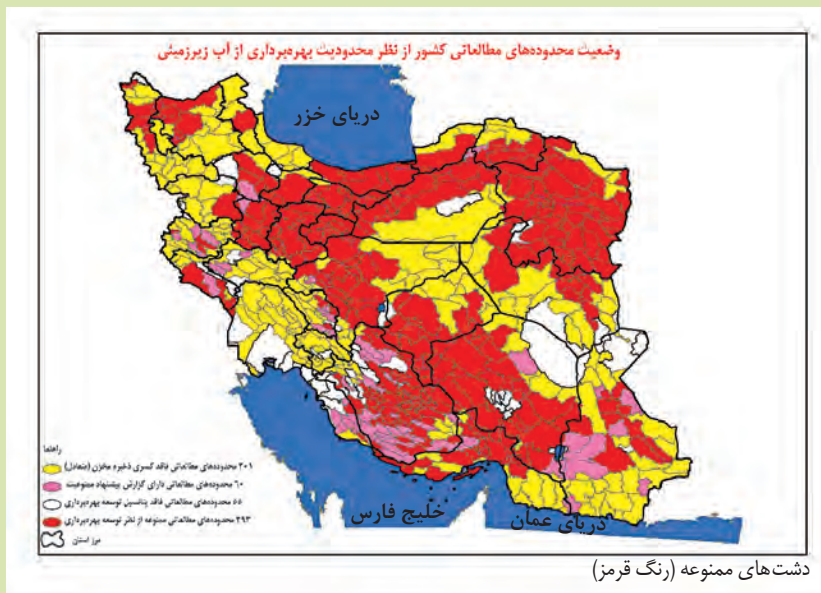 وضعیت محدوده‌های مطالعاتی کشور از نظر محدودیت بهره‌برداری از آب زیرزمینی
دریای خزر
راهنما
۲۰۱ محدوده‌های مطالعاتی فاقد کسری ذخیره مخزن (متعادل)
۶۰ محدوده‌های مطالعاتی دارای گزارش پیشنهاد ممنوعیت
۵۵ محدوده‌های مطالعاتی فاقد پتانسیل توسعه بهره‌برداری
۲۹۳ محدوده‌های مطالعاتی ممنوعه از نظر توسعه بهره‌برداری
مرز استان
خلیج فارس
دریای عمان
دشت‌های ممنوعه (رنگ قرمز)